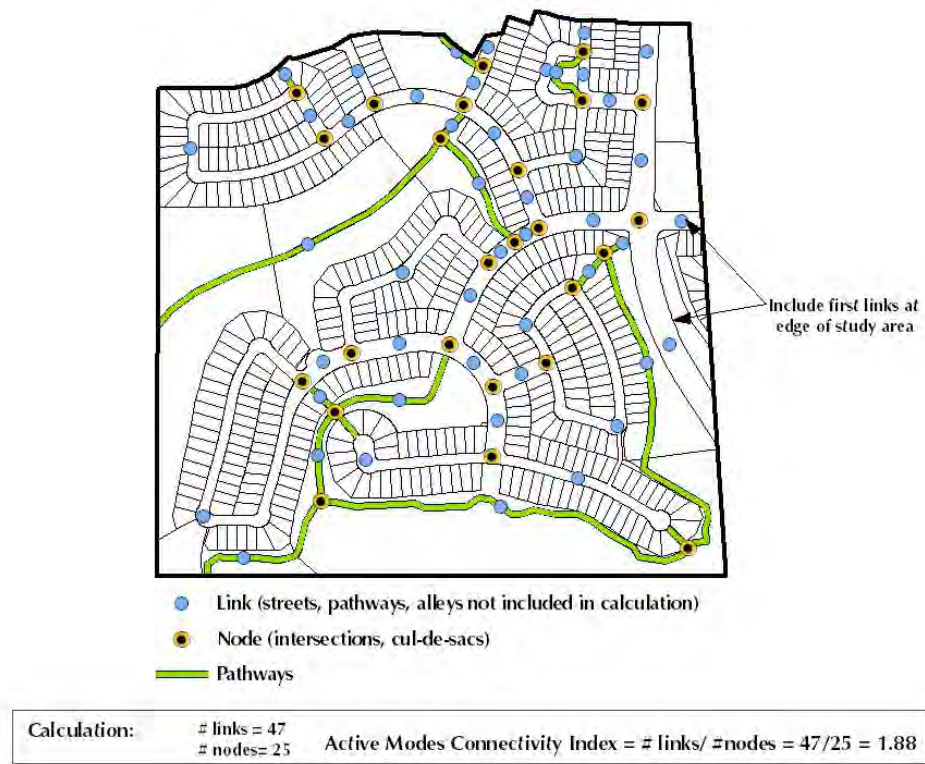 Include first links at
edge of study area
Link (streets, pathways, alleys not included in calculation)
Node (intersections, cul-de-sacs)
Pathways
Calculation:
# links = 47
# nodes= 25
Active Modes Connectivity Index = # links/ #nodes = 47/25 = 1.88